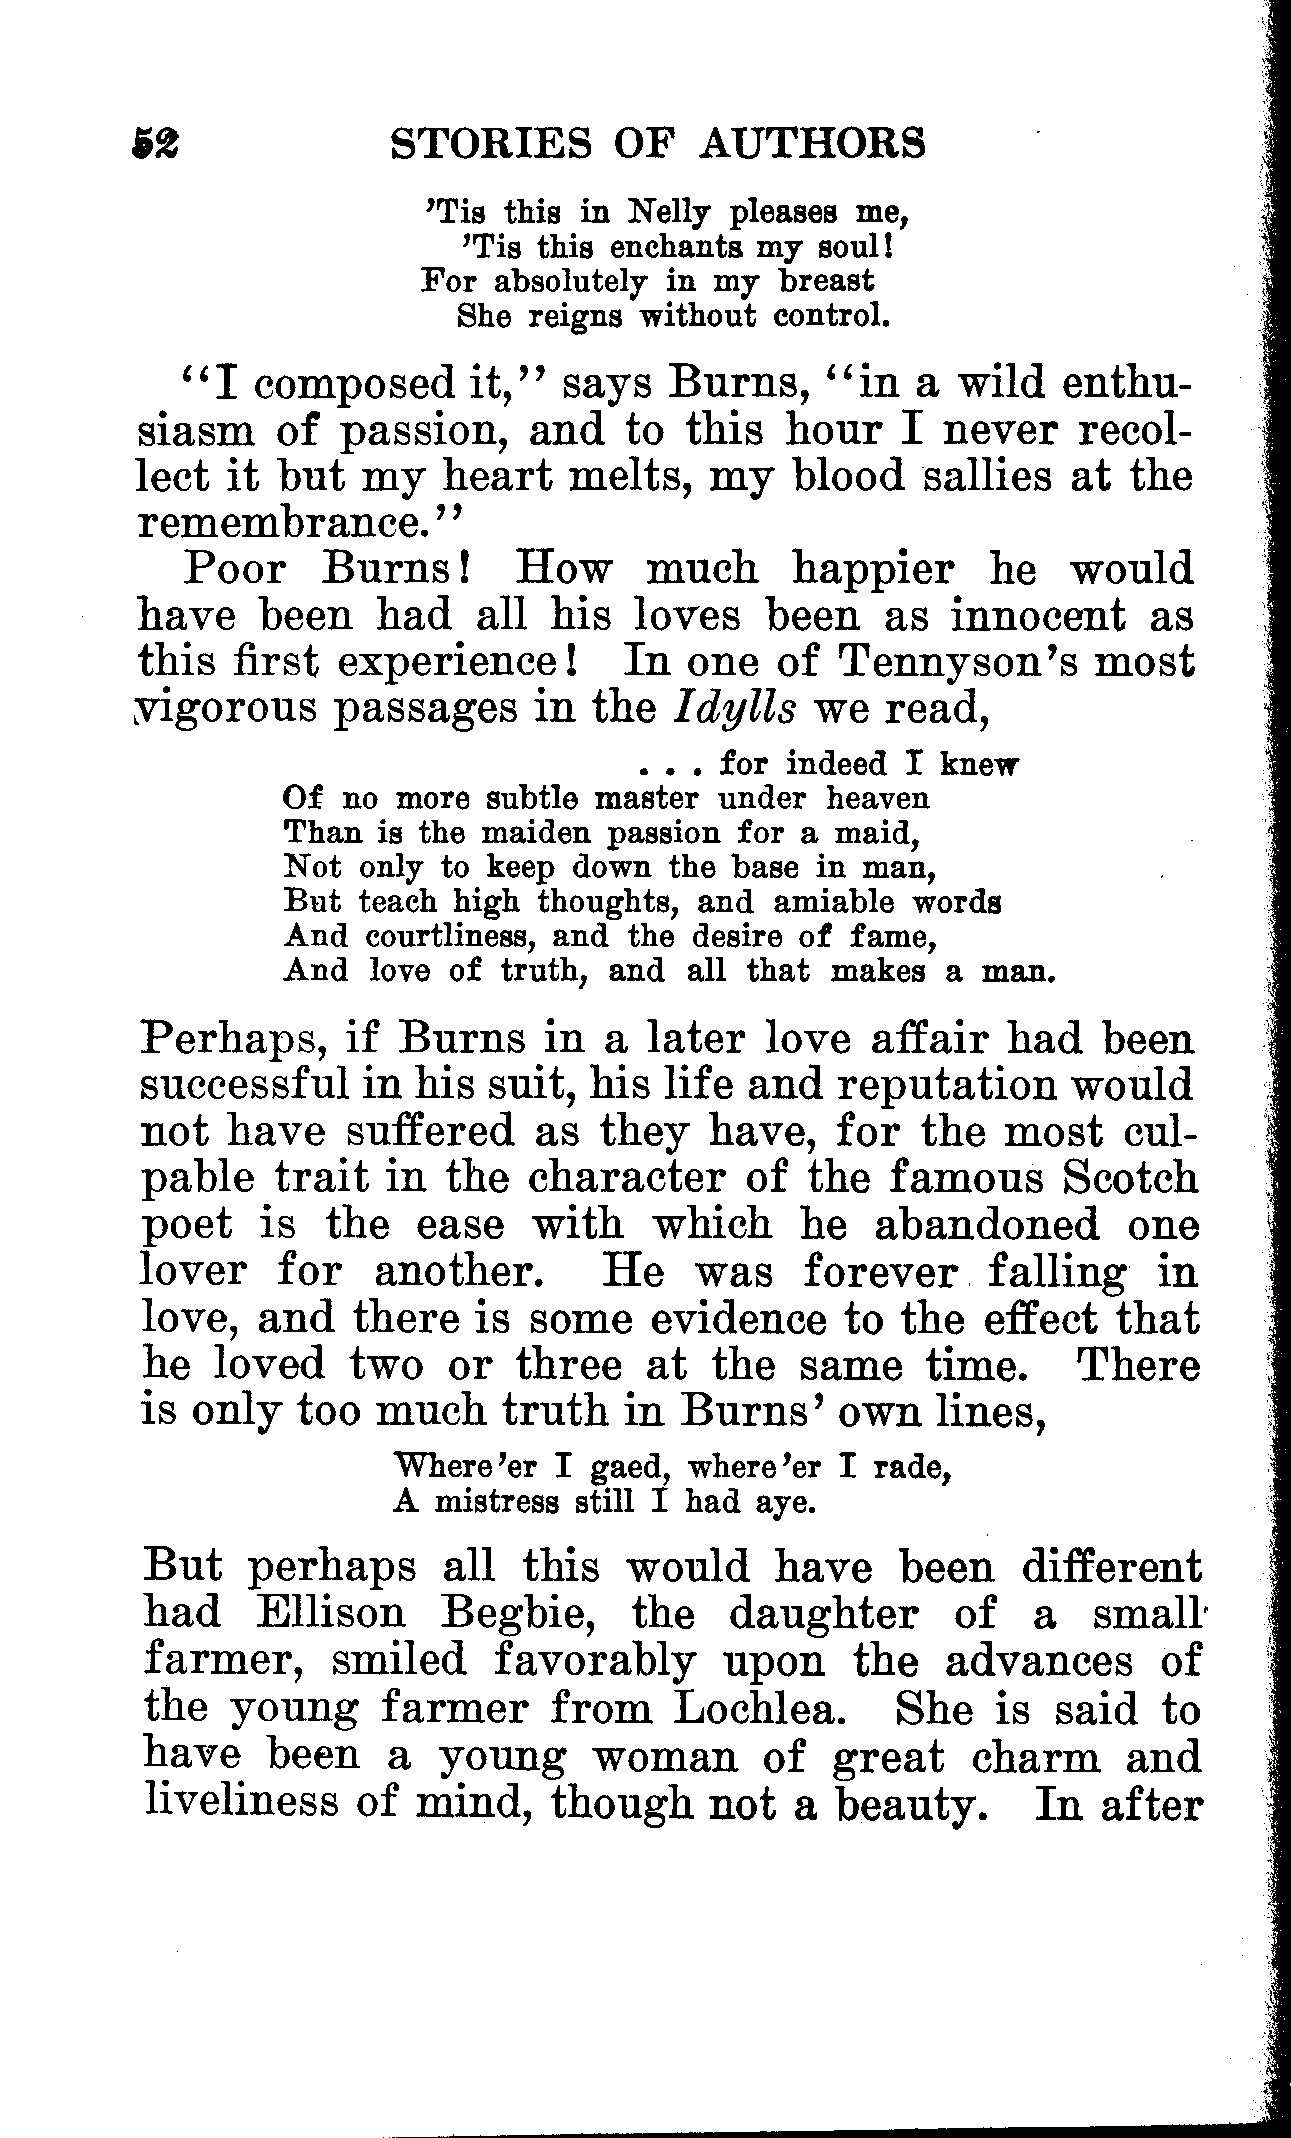 52 STORIES OF AUTHORS
'Tis this in Nelly pleases me,
'Tis this enchants my soul!
For absolutely in my breast
She reigns without control.
"I composed it," says Burns, "in a wild enthu-
siasm of passion, and to this hour I never recol-
lect it but my heart melts, my blood sallies at the
remembrance."
Poor Burns! How much happier he would
have been had all his loves been as innocent as
this first experience! In one of Tennyson's most
vigorous passages in the Idylls we read,
. . . for indeed I knew
Of no more subtle master under heaven
Than is the maiden passion for a maid,
Not only to keep down the base in man,
But teach high thoughts, and amiable words
And courtliness, and the desire of fame,
And love of truth, and all that makes a man.
Perhaps, if Burns in a later love affair had been
successful in his suit, his life and reputation would
not have suffered as they have, for the most cul-
pable trait in the character of the famous Scotch
poet is the ease with which he abandoned one
lover for another. He was forever falling in
love, and there is some evidence to the effect that
he loved two or three at the same time. There
is only too much truth in Burns' own lines,
Where'er I gaed, where'er I rade,
A mistress still I had aye.
But perhaps all this would have been different
had Ellison Begbie, the daughter of a small
farmer, smiled favorably upon the advances of
the young farmer from Lochlea. She is said to
have been a young woman of great charm and
liveliness of mind, though not a beauty. In after